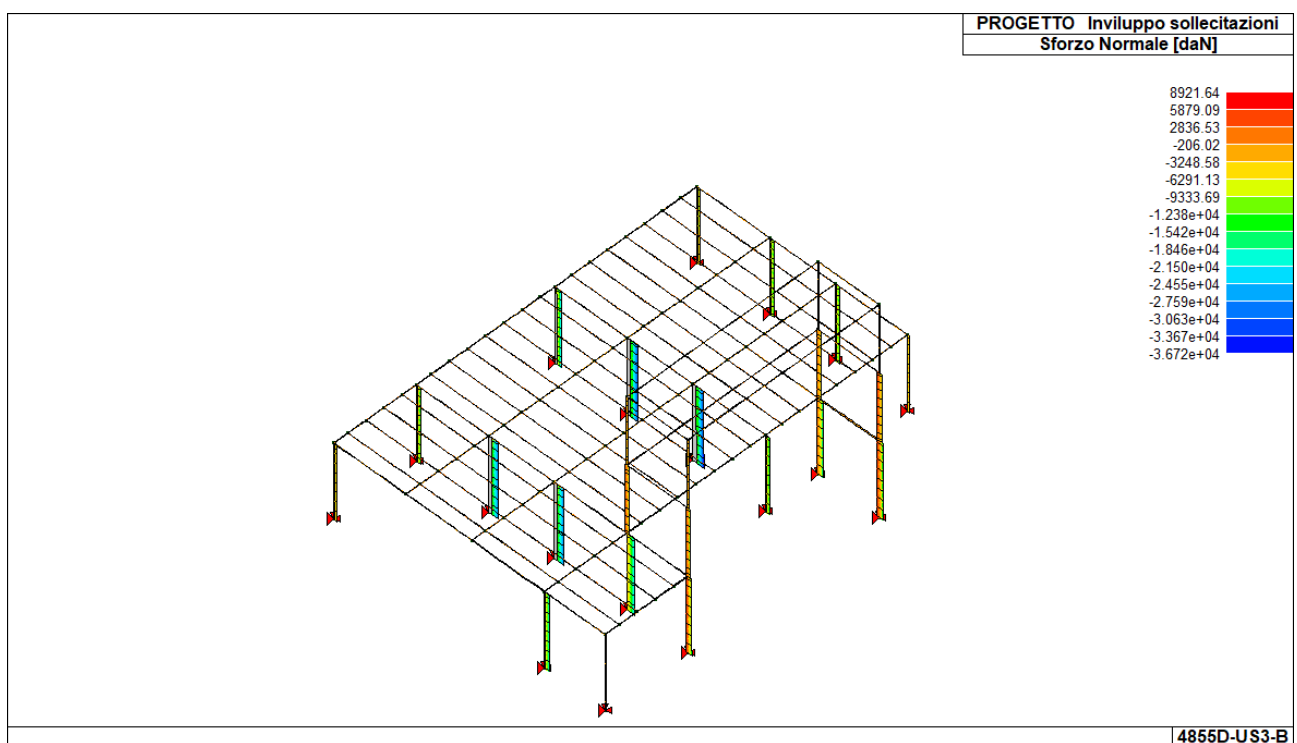 PROGETTO Inviluppo sollecitazioni
Sforzo Normale [daN]
8921.64
5879.09
2836.53
-206.02
-3248.58
-6291.13
-9333.69
-1.238e+04
-1.542e+04
-1.846e+04
-2.150e+04
-2.455e+04
-2.759e+04
-3.063e+04
-3.367e+04
-3.672e+04
4855D-US3-B